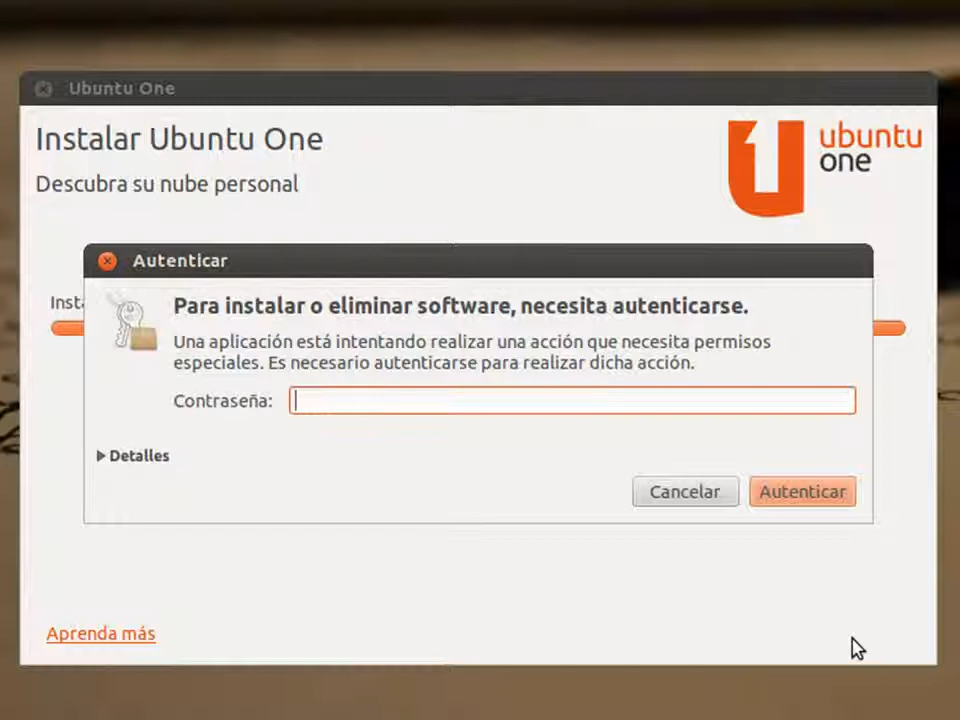 Ubuntu One
Instalar Ubuntu One
Descubra su nube personal
ubuntu
one
Autenticar
Para instalar o eliminar software, necesita autenticarse.
Una aplicación está intentando realizar una acción que necesita permisos
especiales. Es necesario autenticarse para realizar dicha acción.
Contraseña:
Detalles
Cancelar
Autenticar
Aprenda más